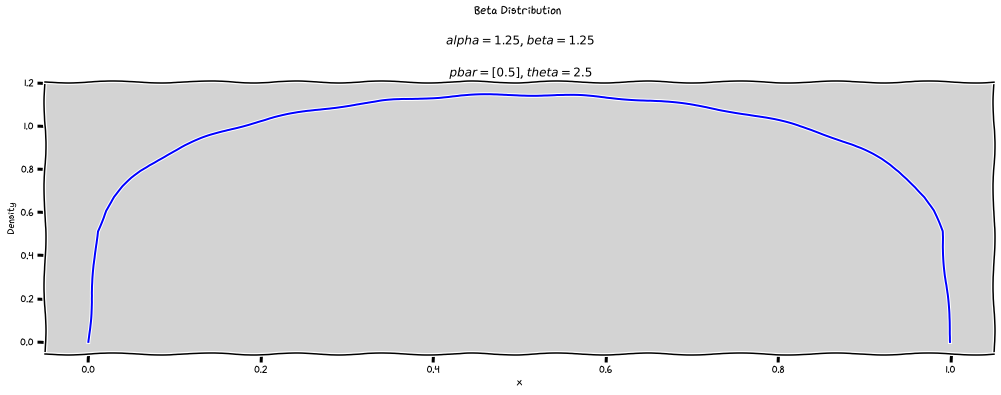 Beta Distribution
alpha = 1.25, beta = 1.25
pbar = [0.5], theta = 2.5
1.2
1.0
0.8
0.6
0.4
0.2
0.0
Density
0.0 0.2 0.4 0.6 0.8 1.0
x